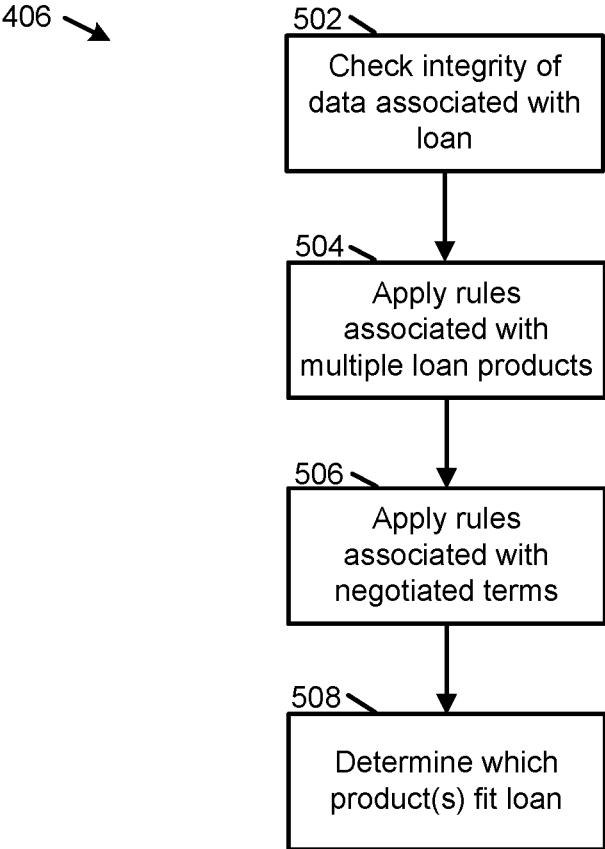 406
502
Check integrity of
data associated with
loan
504
Apply rules
associated with
multiple loan products
506
Apply rules
associated with
negotiated terms
508
Determine which
product(s) fit loan